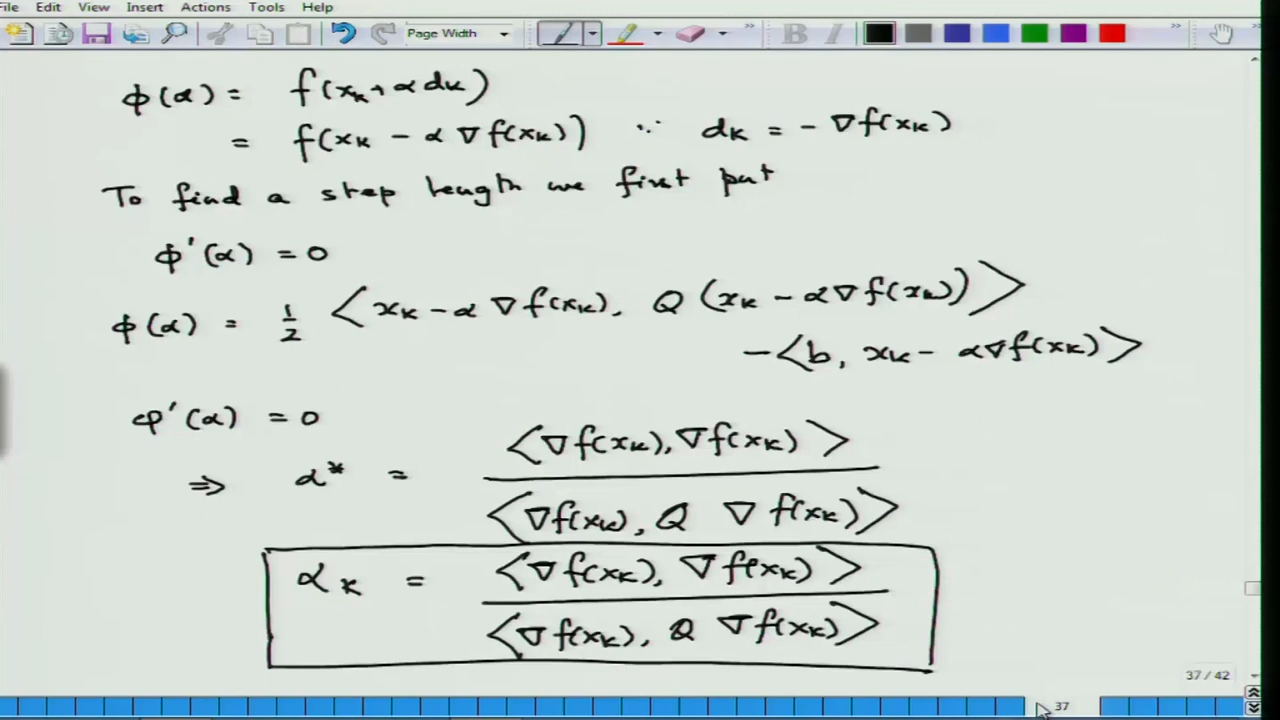 File Edit View Insert Actions Tools Help
Page Width
ϕ(α) = f(xₖ + α dₖ)
= f(xₖ - α ∇f(xₖ)) ∵ dₖ = - ∇f(xₖ)
To find a step length we first put
ϕ'(α) = 0
ϕ(α) = 1/2 <xₖ - α ∇f(xₖ), Q (xₖ - α∇f(xₖ))>
- <b, xₖ - α∇f(xₖ)>
φ'(α) = 0
⇒ α* = <∇f(xₖ), ∇f(xₖ)> / <∇f(xₖ), Q ∇f(xₖ)>
αₖ = <∇f(xₖ), ∇f(xₖ)> / <∇f(xₖ), Q ∇f(xₖ)>
37 / 42
37